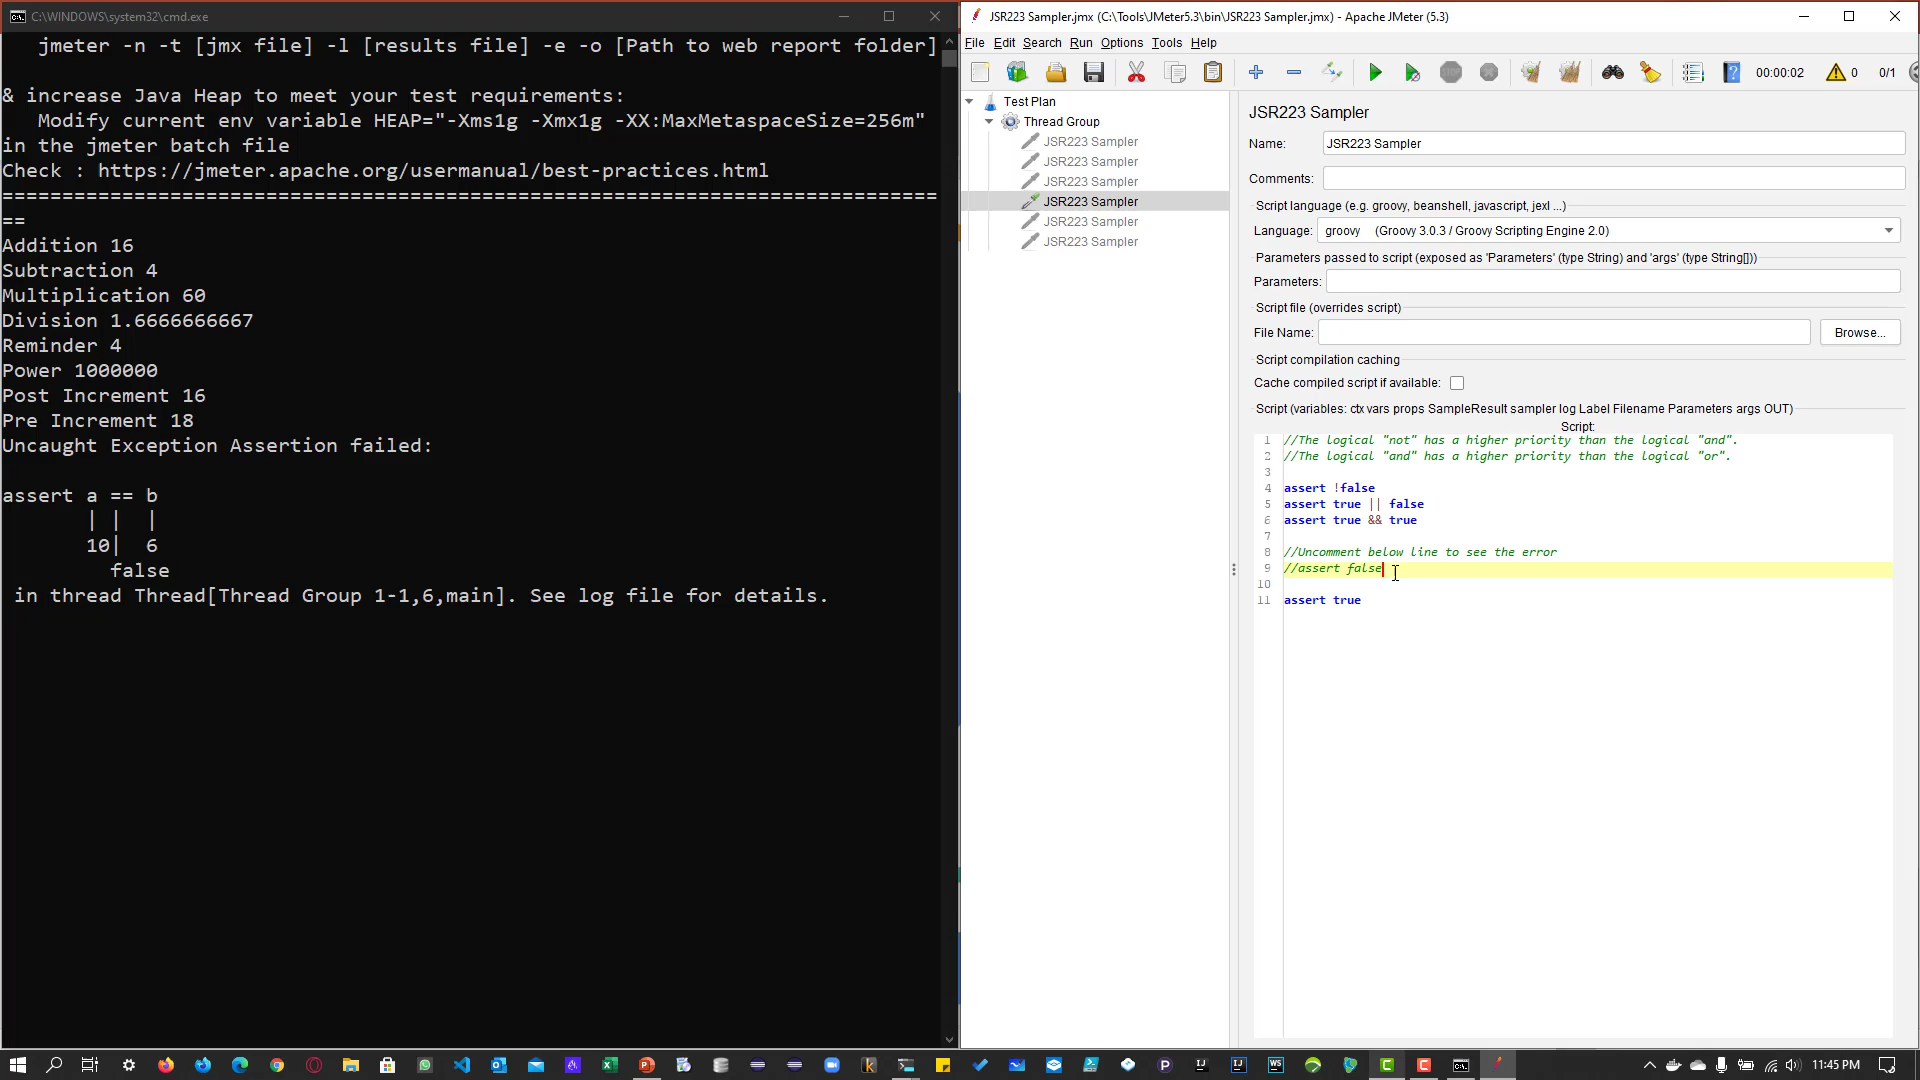 C:\WINDOWS\system32\cmd.exe
jmeter -n -t [jmx file] -l [results file] -e -o [Path to web report folder]
& increase Java Heap to meet your test requirements:
Modify current env variable HEAP="-Xms1g -Xmx1g -XX:MaxMetaspaceSize=256m"
in the jmeter batch file
Check : https://jmeter.apache.org/usermanual/best-practices.html
==============================================================================
==
Addition 16
Subtraction 4
Multiplication 60
Division 1.6666666667
Reminder 4
Power 1000000
Post Increment 16
Pre Increment 18
Uncaught Exception Assertion failed:
assert a == b
| | |
10| 6
false
in thread Thread[Thread Group 1-1,6,main]. See log file for details.
JSR223 Sampler.jmx (C:\Tools\JMeter5.3\bin\JSR223 Sampler.jmx) - Apache JMeter (5.3)
File Edit Search Run Options Tools Help
00:00:02 0 0/1
Test Plan
Thread Group
JSR223 Sampler
JSR223 Sampler
JSR223 Sampler
JSR223 Sampler
JSR223 Sampler
JSR223 Sampler
JSR223 Sampler
Name: JSR223 Sampler
Comments:
Script language (e.g. groovy, beanshell, javascript, jexl ...)
Language: groovy (Groovy 3.0.3 / Groovy Scripting Engine 2.0)
Parameters passed to script (exposed as 'Parameters' (type String) and 'args' (type String[]))
Parameters:
Script file (overrides script)
File Name: Browse...
Script compilation caching
Cache compiled script if available:
Script (variables: ctx vars props SampleResult sampler log Label Filename Parameters args OUT)
Script:
1 //The logical "not" has a higher priority than the logical "and".
2 //The logical "and" has a higher priority than the logical "or".
3
4 assert !false
5 assert true || false
6 assert true && true
7
8 //Uncomment below line to see the error
9 //assert false
10
11 assert true
11:45 PM